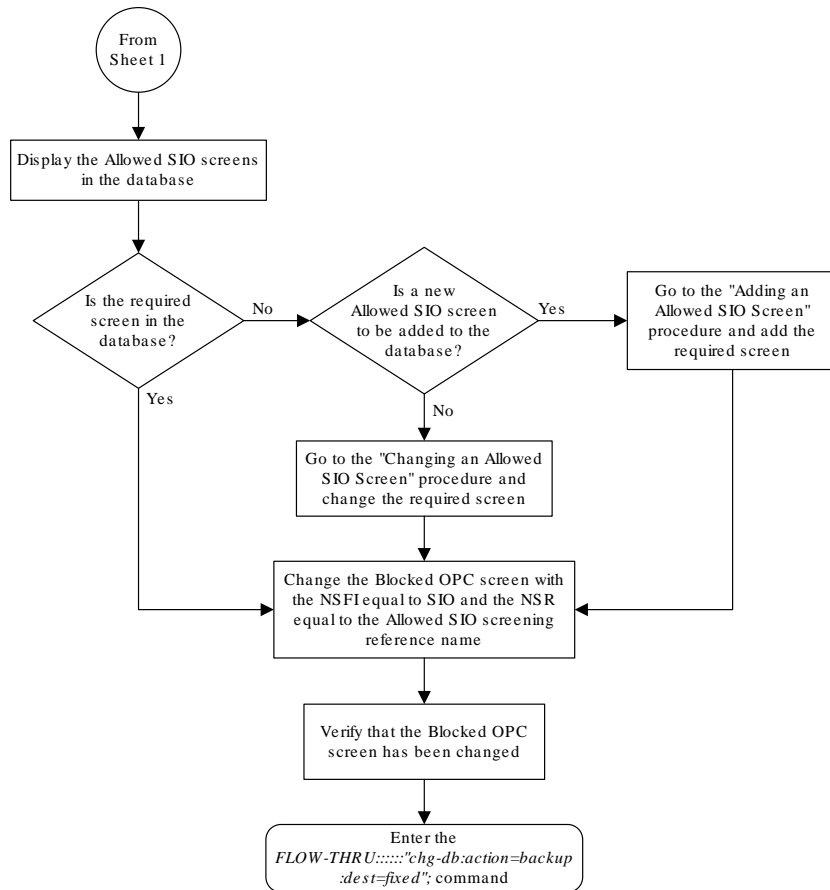 From
Sheet 1
Display the Allowed SIO screens
in the database
Is the required
screen in the
database?
No
Yes
Is a new
Allowed SIO screen
to be added to the
database?
Yes
No
Go to the "Adding an
Allowed SIO Screen"
procedure and add the
required screen
Go to the "Changing an Allowed
SIO Screen" procedure and
change the required screen
Change the Blocked OPC screen with
the NSFI equal to SIO and the NSR
equal to the Allowed SIO screening
reference name
Verify that the Blocked OPC
screen has been changed
Enter the
FLOW-THRU::::::"chg-db:action=backup
:dest=fixed"; command